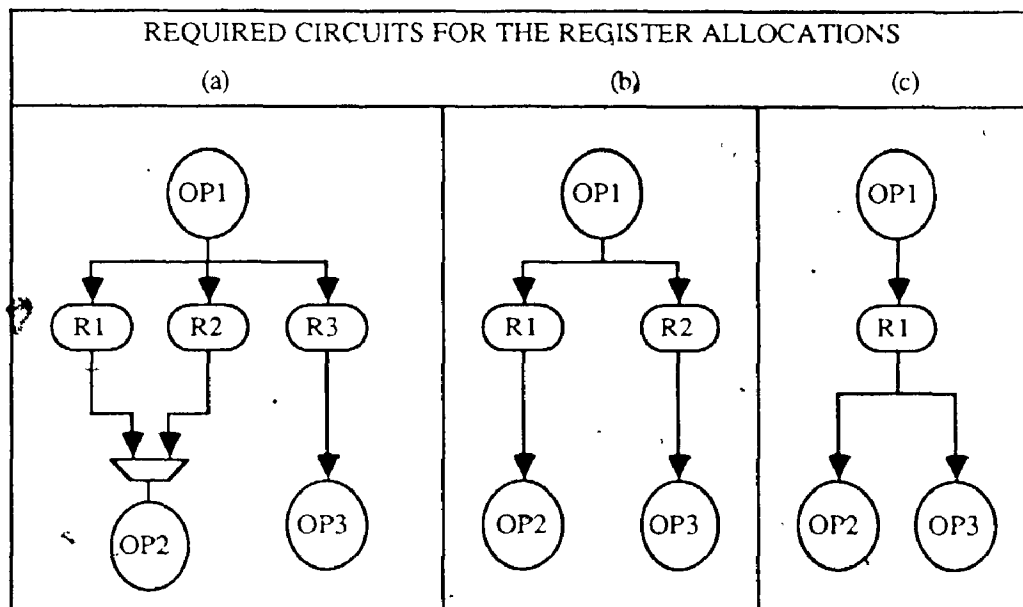 REQUIRED CIRCUITS FOR THE REGISTER ALLOCATIONS
(a) (b) (c)
OP1 OP1 OP1
R1 R2 R3 R1 R2 R1
OP2 OP3 OP2 OP3 OP2 OP3